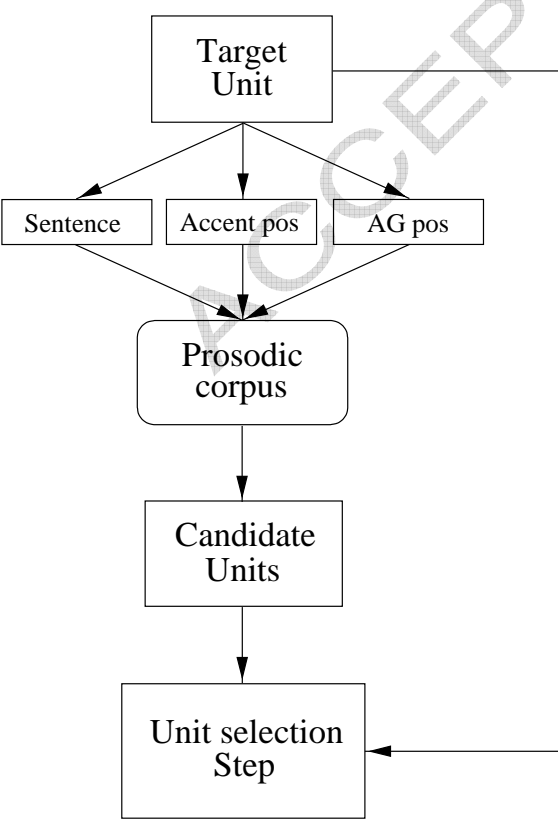 Target
Unit
Sentence
Accent pos
AG pos
Prosodic
corpus
Candidate
Units
Unit selection
Step
ACCEP